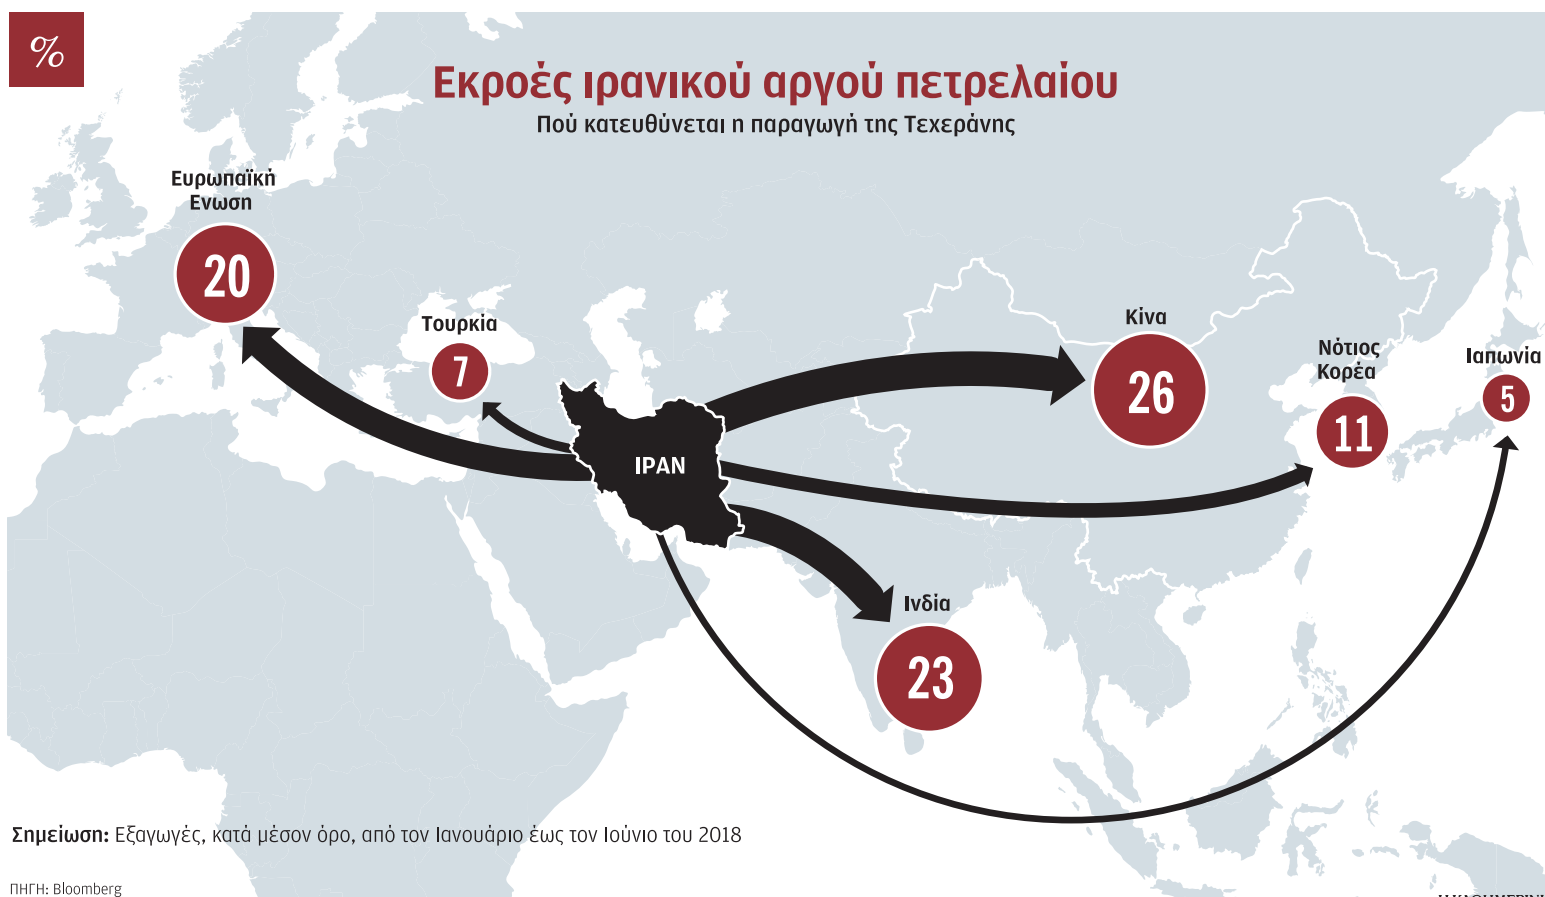 %
Εκροές ιρανικού αργού πετρελαίου
Πού κατευθύνεται η παραγωγή της Τεχεράνης
Ευρωπαϊκή
Ενωση
20
Τουρκία
7
ΙΡΑΝ
Κίνα
26
Νότιος
Κορέα
11
Ιαπωνία
5
Ινδία
23
Σημείωση: Εξαγωγές, κατά μέσον όρο, από τον Ιανουάριο έως τον Ιούνιο του 2018
ΠΗΓΗ: Bloomberg